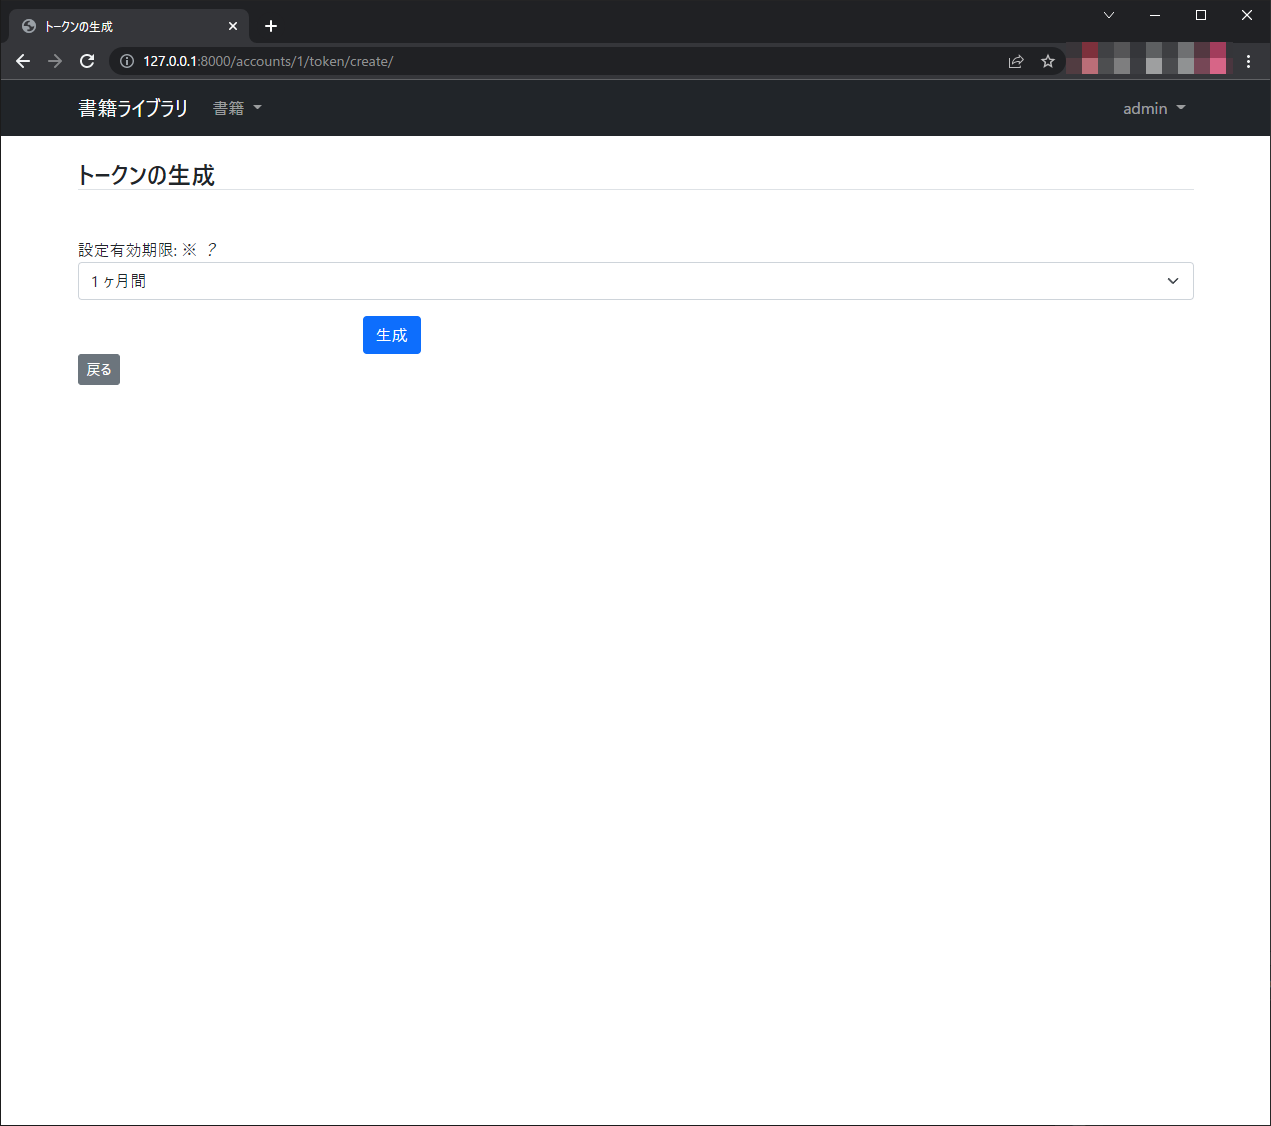 トークンの生成
127.0.0.1:8000/accounts/1/token/create/
書籍ライブラリ 書籍 admin
トークンの生成
設定有効期限: ※ ?
1 ヶ月間
生成
戻る